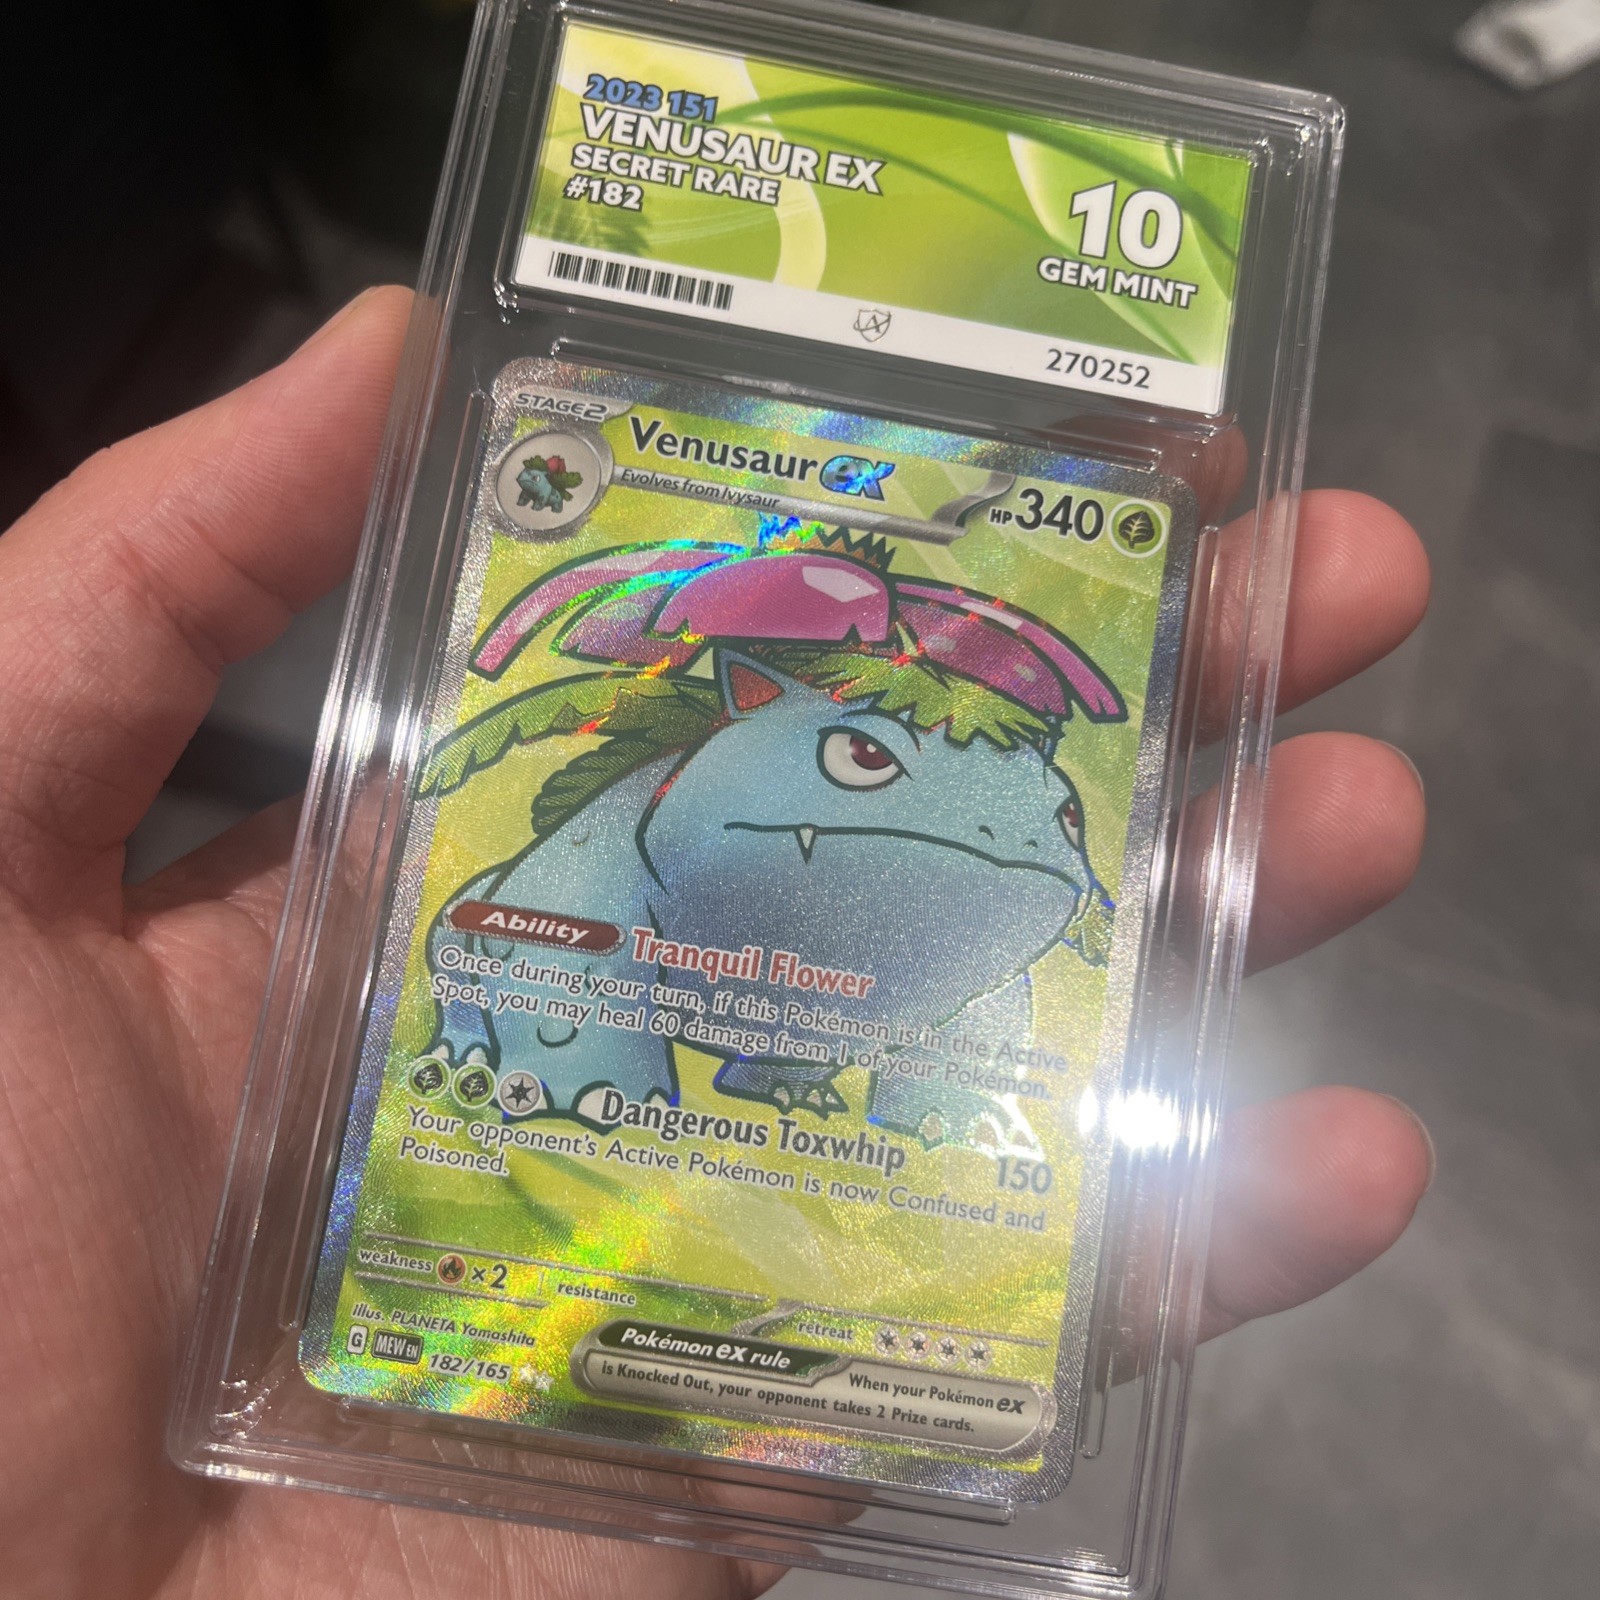 2023 151
VENUSAUR EX
SECRET RARE
#182
10
GEM MINT
270252
STAGE2
Venusaur ex
Evolves from Ivysaur
HP 340
Ability Tranquil Flower
Once during your turn, if this Pokémon is in the Active
Spot, you may heal 60 damage from 1 of your Pokémon.
Dangerous Toxwhip 150
Your opponent's Active Pokémon is now Confused and
Poisoned.
weakness ×2 resistance
retreat
Illus. PLANETA Yamashita
G MEW EN 182/165
Pokémon ex rule
When your Pokémon ex
is Knocked Out, your opponent takes 2 Prize cards.